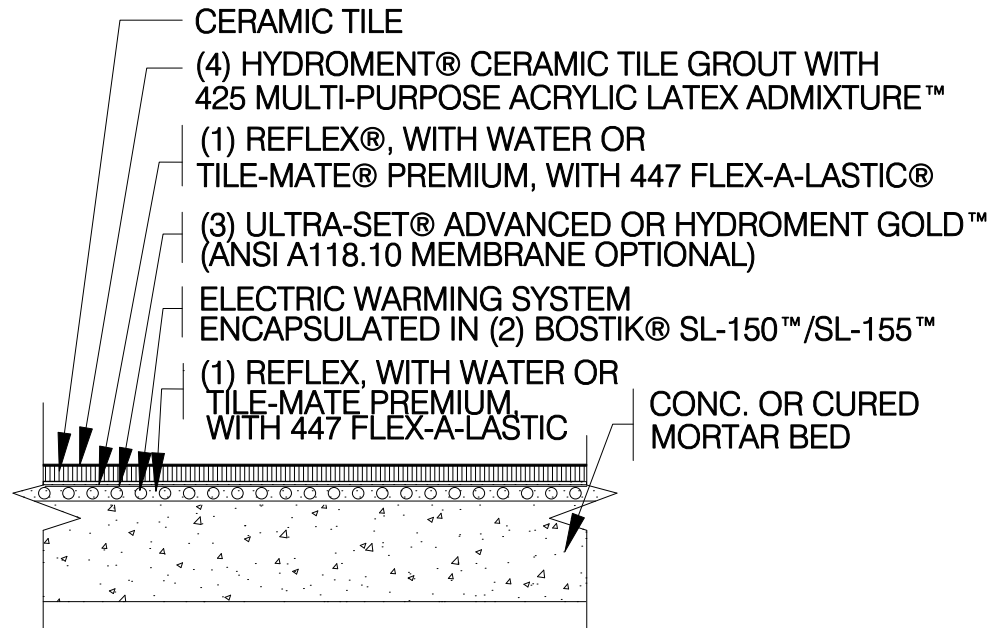 CERAMIC TILE
(4) HYDROMENT® CERAMIC TILE GROUT WITH
425 MULTI-PURPOSE ACRYLIC LATEX ADMIXTURE™
(1) REFLEX®, WITH WATER OR
TILE-MATE® PREMIUM, WITH 447 FLEX-A-LASTIC®
(3) ULTRA-SET® ADVANCED OR HYDROMENT GOLD™
(ANSI A118.10 MEMBRANE OPTIONAL)
ELECTRIC WARMING SYSTEM
ENCAPSULATED IN (2) BOSTIK® SL-150™/SL-155™
(1) REFLEX, WITH WATER OR
TILE-MATE PREMIUM,
WITH 447 FLEX-A-LASTIC
CONC. OR CURED
MORTAR BED